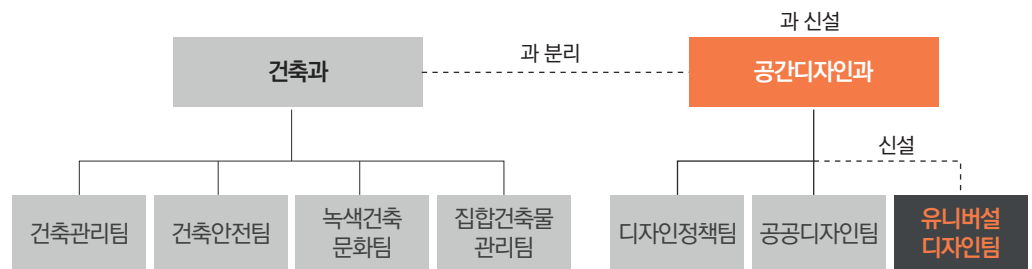 과 신설
건축과
과 분리
공간디자인과
신설
건축관리팀
건축안전팀
녹색건축
문화팀
집합건축물
관리팀
디자인정책팀
공공디자인팀
유니버설
디자인팀